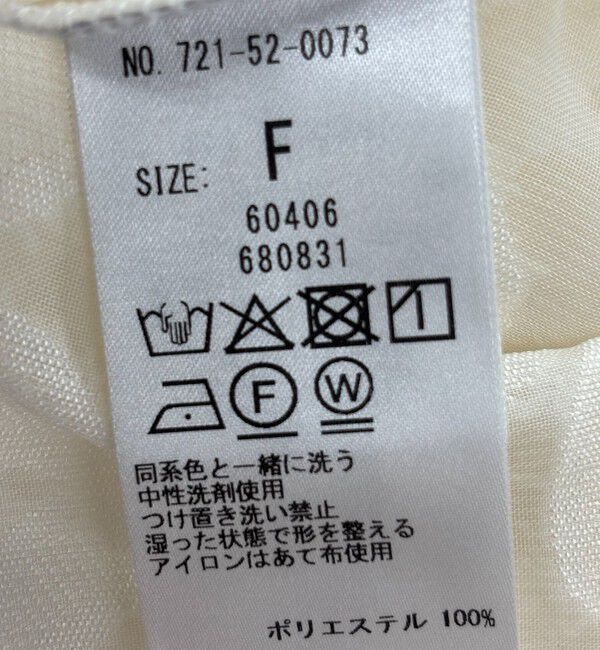 NO. 721-52-0073
SIZE: F
60406
680831
F W
同系色と一緒に洗う
中性洗剤使用
つけ置き洗い禁止
湿った状態で形を整える
アイロンはあて布使用
ポリエステル 100%